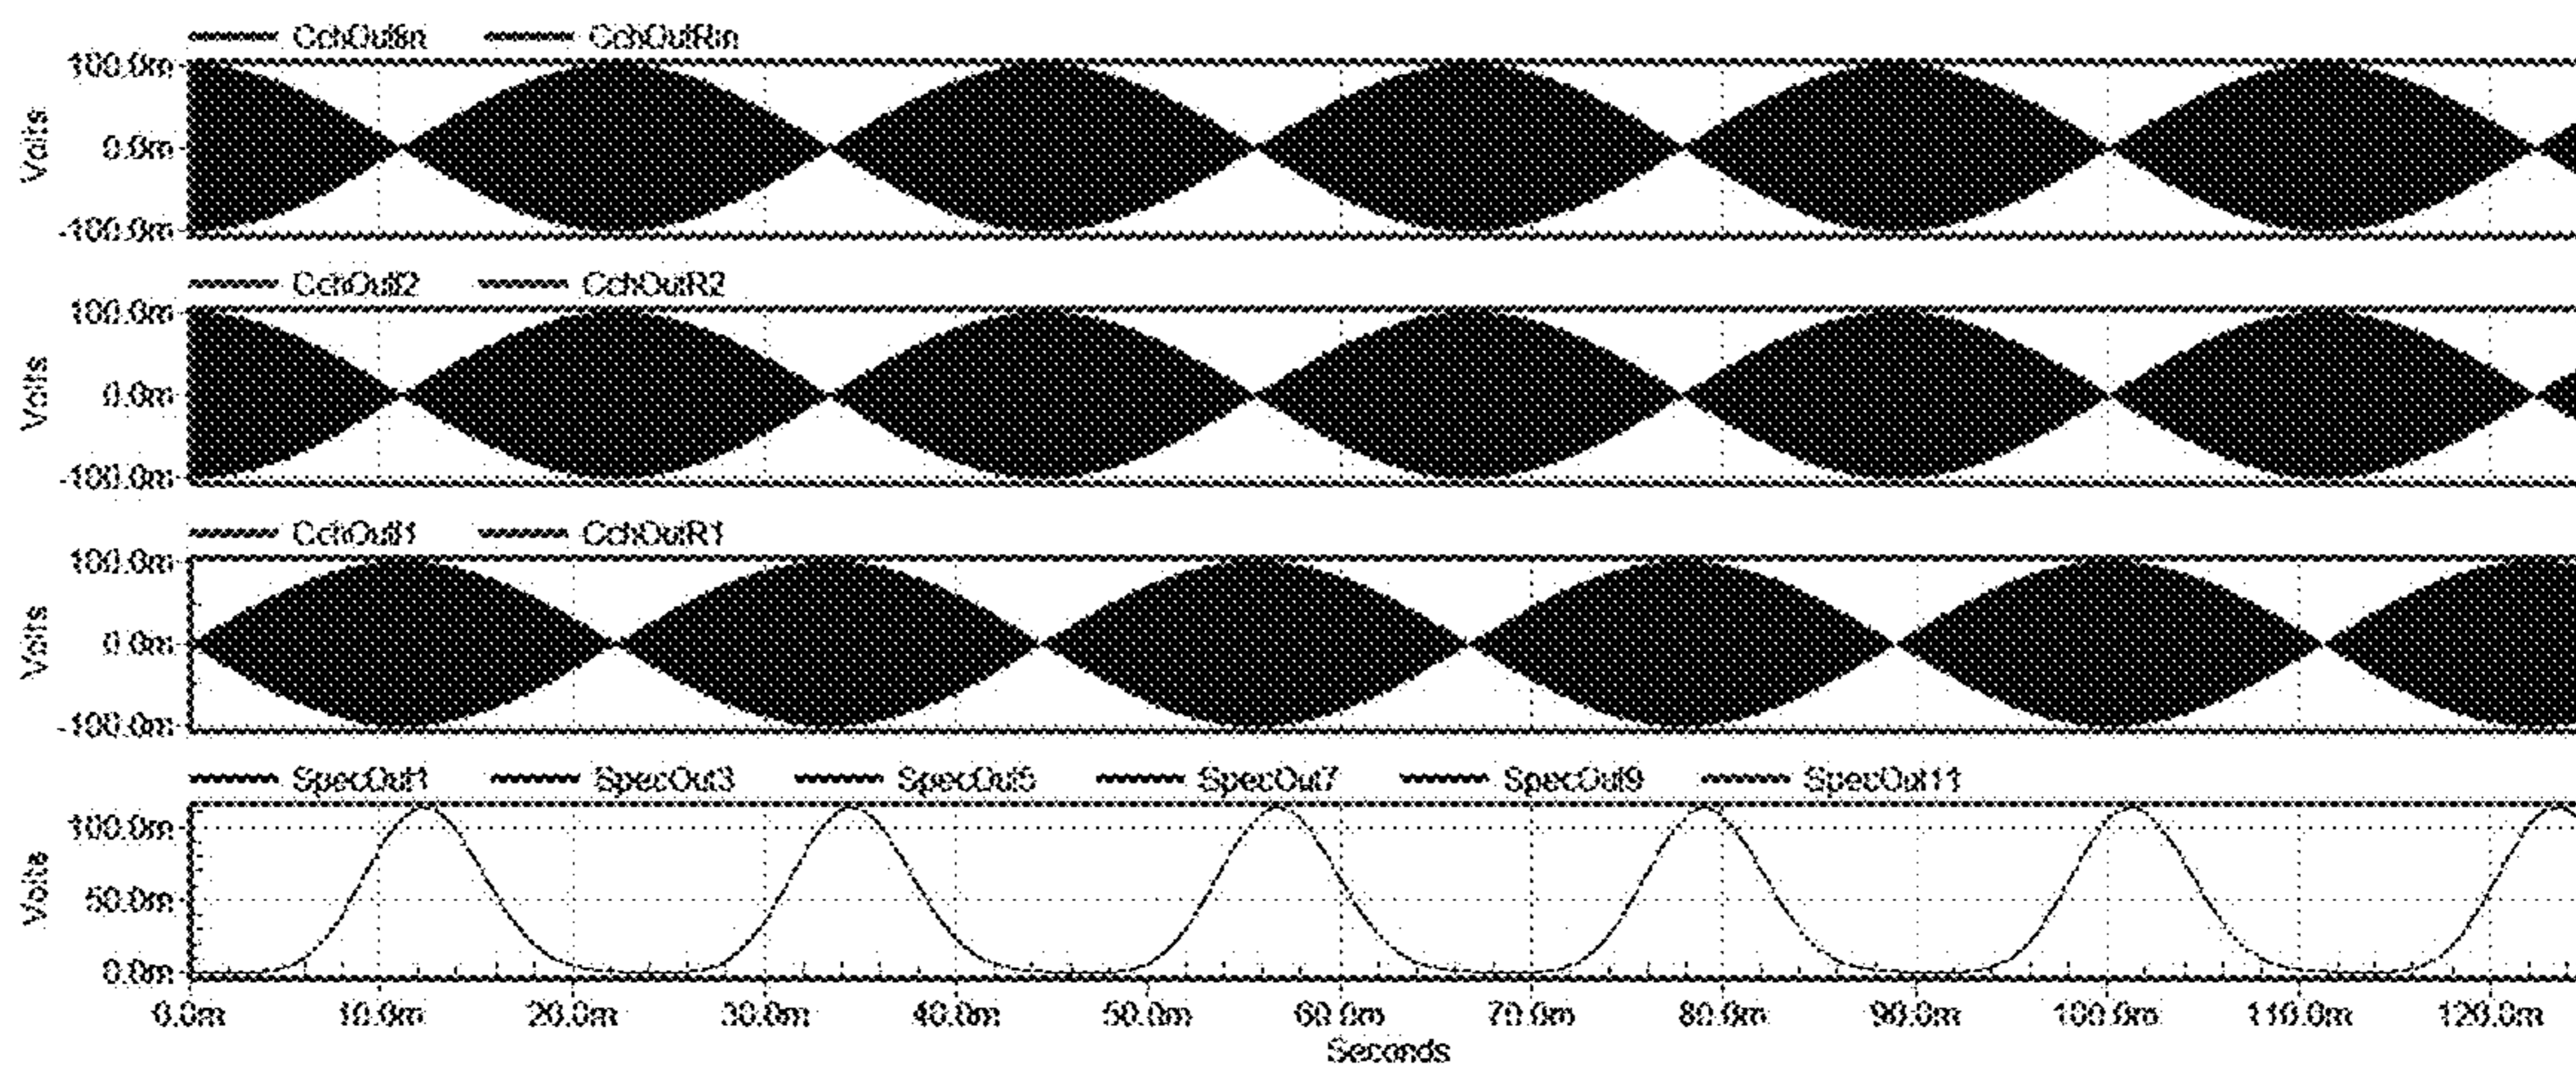 CchOutIin CchOutRin
100.0m
0.0m
-100.0m
Volts
CchOutI2 CchOutR2
100.0m
0.0m
-100.0m
Volts
CchOutI1 CchOutR1
100.0m
0.0m
-100.0m
Volts
SpecOut1 SpecOut3 SpecOut5 SpecOut7 SpecOut9 SpecOut11
100.0m
50.0m
0.0m
Volts
0.0m 10.0m 20.0m 30.0m 40.0m 50.0m 60.0m 70.0m 80.0m 90.0m 100.0m 110.0m 120.0m
Seconds